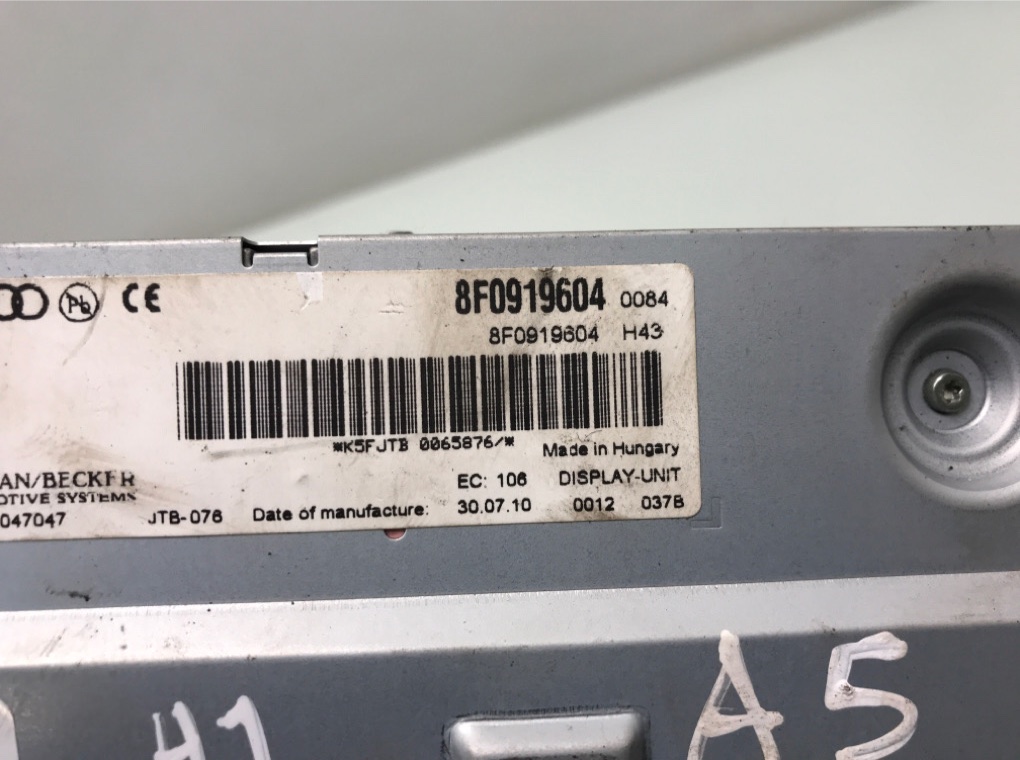 Pb CE 8F0919604 0084
8F0919604 H43
*K5FJTB 0065876/*
Made in Hungary
AN/BECKER EC: 106 DISPLAY-UNIT
OTIVE SYSTEMS
047047 JTB-076 Date of manufacture: 30.07.10 0012 037B
H1 A5